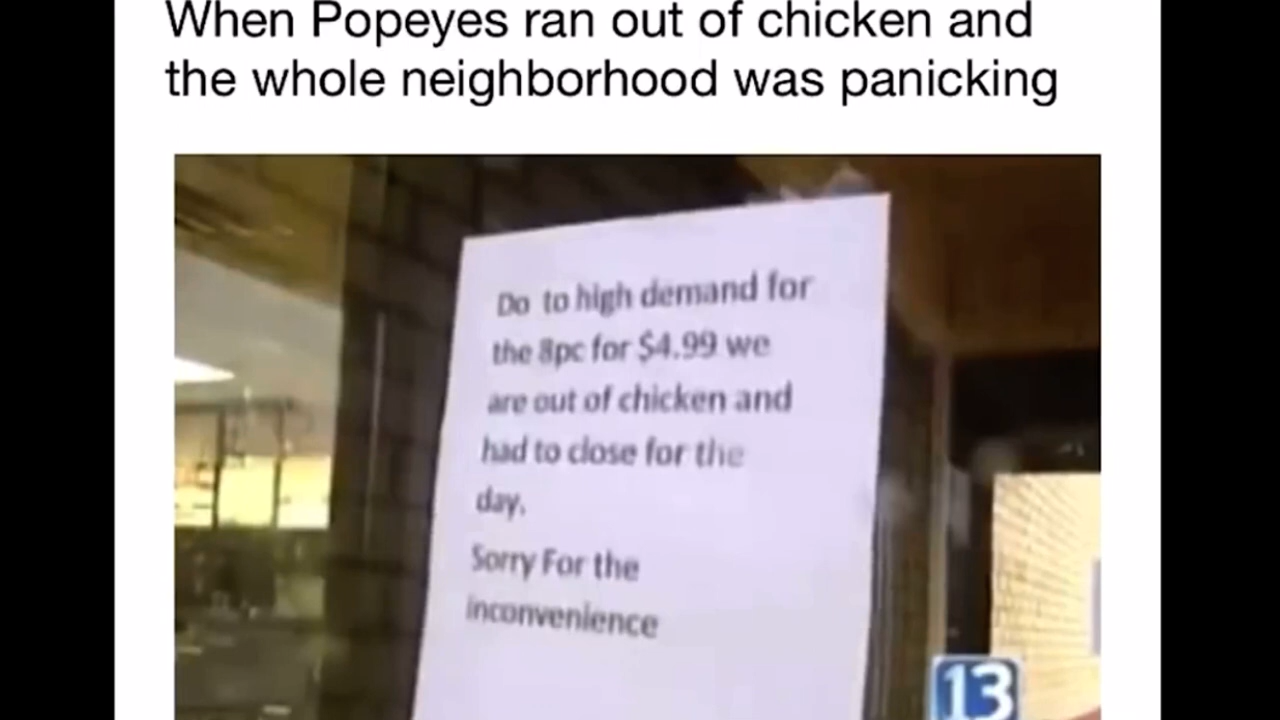 When Popeyes ran out of chicken and
the whole neighborhood was panicking
Do to high demand for
the 8pc for $4.99 we
are out of chicken and
had to close for the
day.
Sorry For the
inconvenience
13